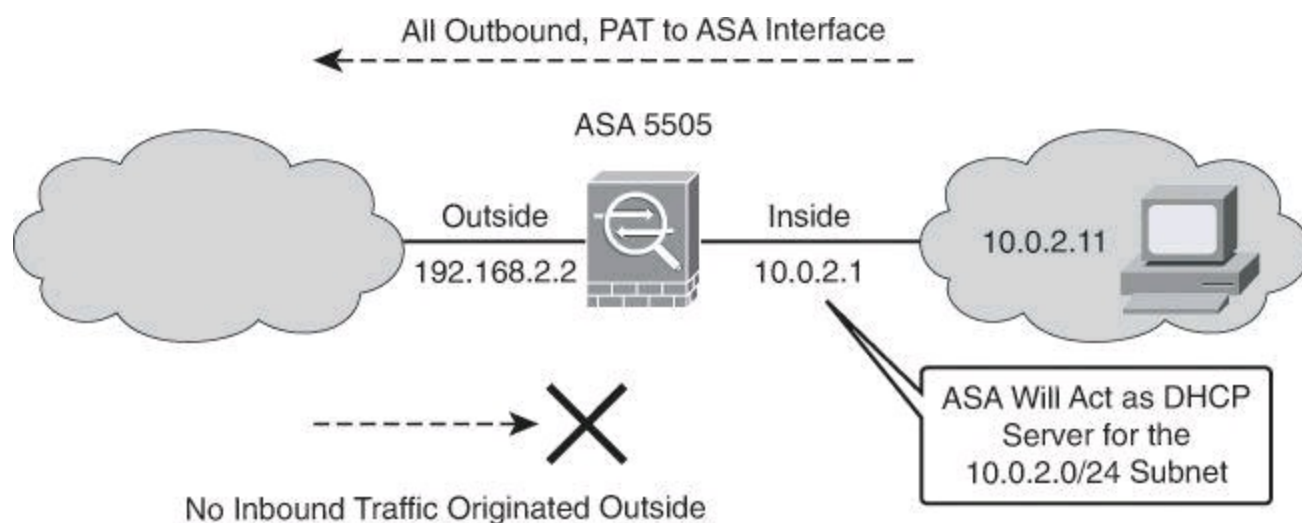 All Outbound, PAT to ASA Interface
ASA 5505
Outside
192.168.2.2
Inside
10.0.2.1
10.0.2.11
ASA Will Act as DHCP
Server for the
10.0.2.0/24 Subnet
No Inbound Traffic Originated Outside